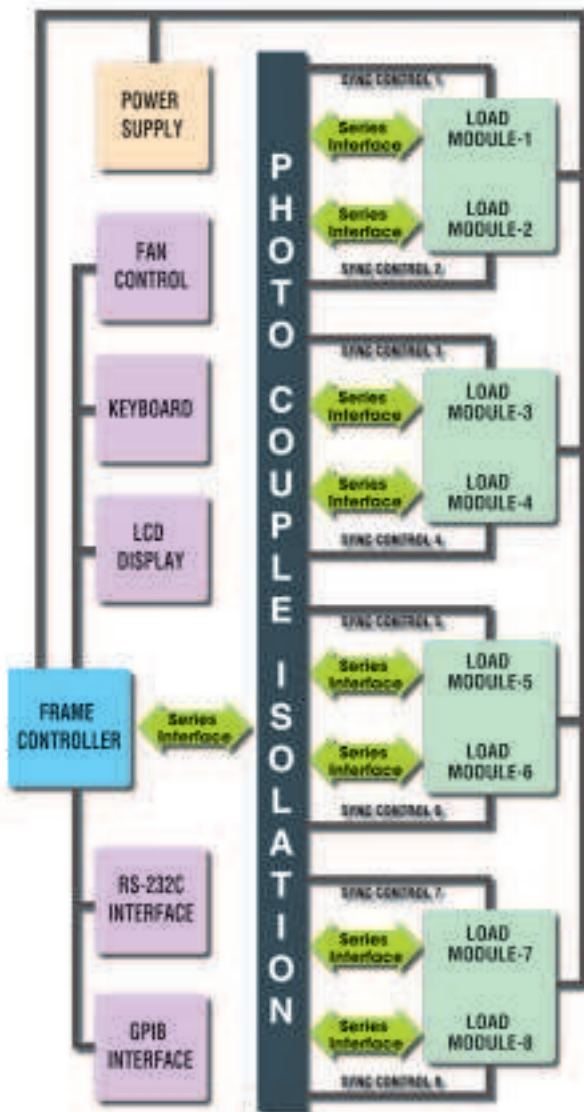 POWER
SUPPLY
FAN
CONTROL
KEYBOARD
LCD
DISPLAY
FRAME
CONTROLLER
Series
Interface
RS-232C
INTERFACE
GPIB
INTERFACE
PHOTO COUPLE ISOLATION
SYNC CONTROL 1.
Series
Interface
LOAD
MODULE-1
Series
Interface
LOAD
MODULE-2
SYNC CONTROL 2.
SYNC CONTROL 3.
Series
Interface
LOAD
MODULE-3
Series
Interface
LOAD
MODULE-4
SYNC CONTROL 4.
SYNC CONTROL 5.
Series
Interface
LOAD
MODULE-5
Series
Interface
LOAD
MODULE-6
SYNC CONTROL 6.
SYNC CONTROL 7.
Series
Interface
LOAD
MODULE-7
Series
Interface
LOAD
MODULE-8
SYNC CONTROL 8.